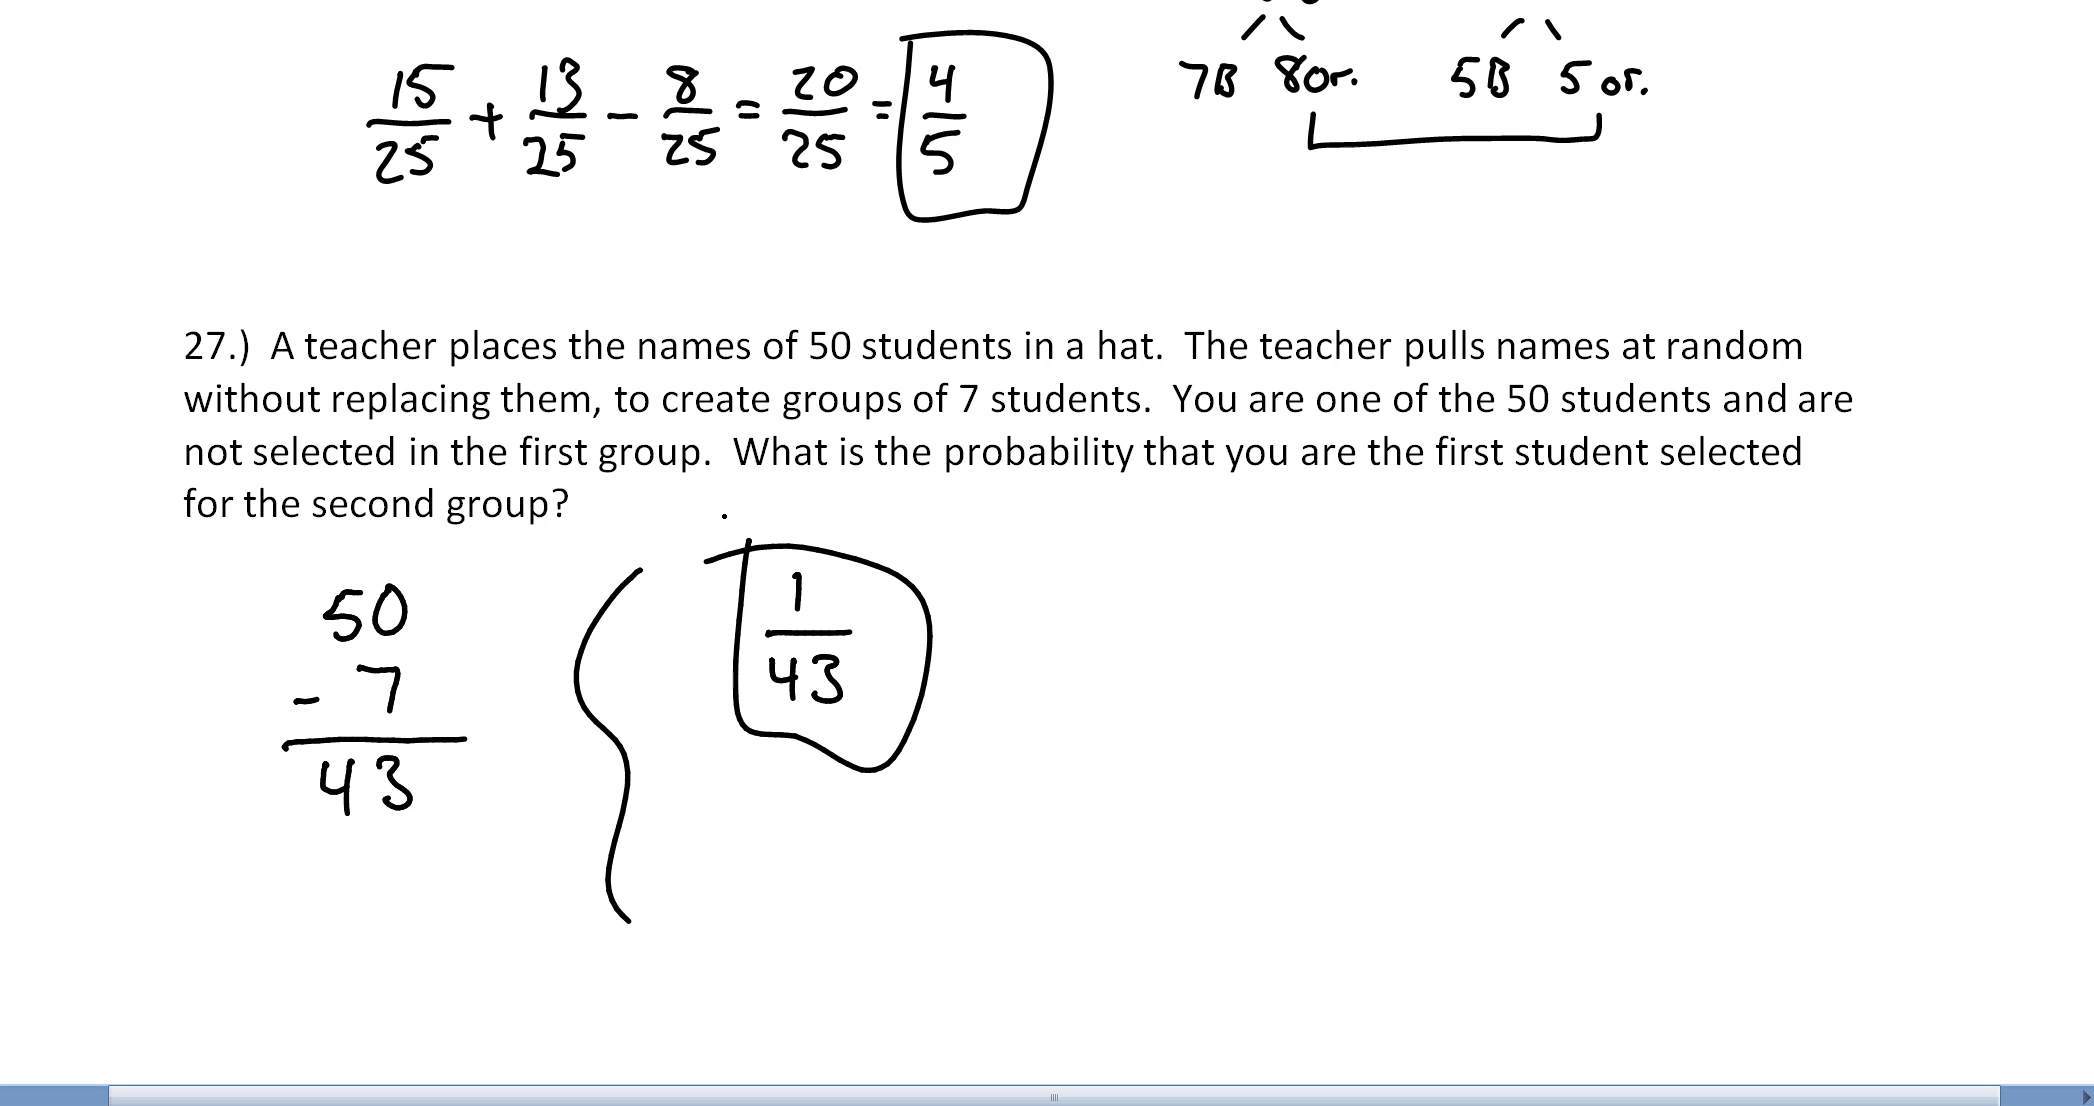 15/25 + 13/25 - 8/25 = 20/25 = 4/5
7B 8or. 5B 5or.
27.) A teacher places the names of 50 students in a hat. The teacher pulls names at random
without replacing them, to create groups of 7 students. You are one of the 50 students and are
not selected in the first group. What is the probability that you are the first student selected
for the second group?
50
- 7
43
1/43